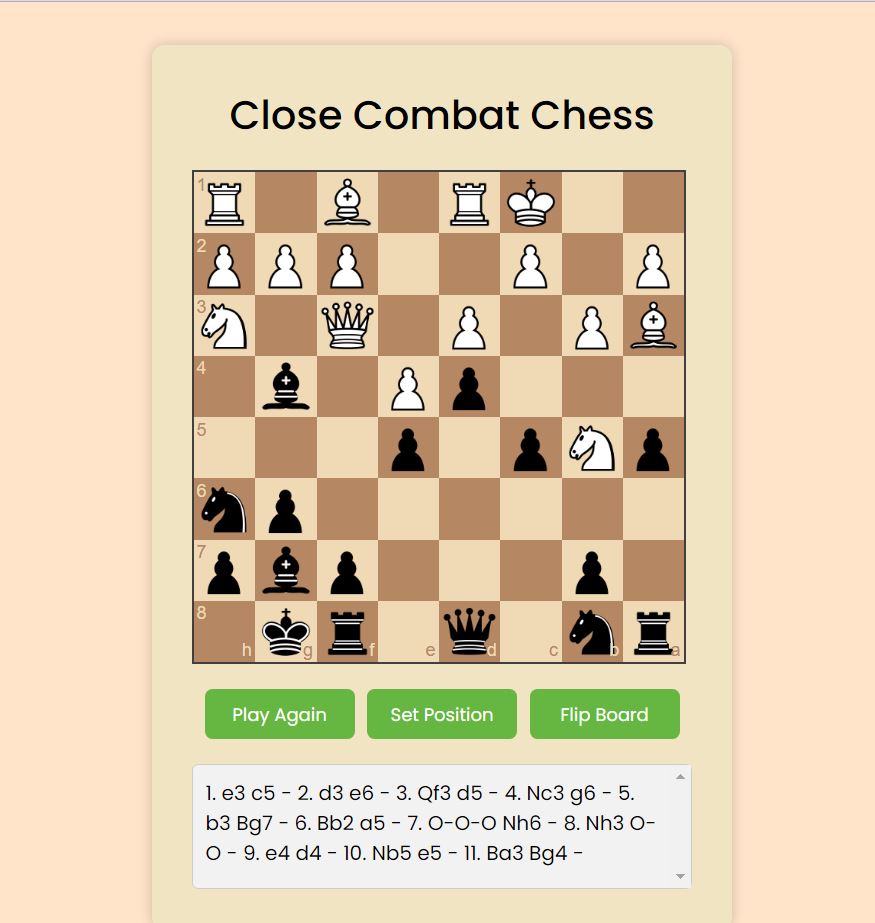 Close Combat Chess
1
2
3
4
5
6
7
8
h g f e d c b a
Play Again Set Position Flip Board
1. e3 c5 - 2. d3 e6 - 3. Qf3 d5 - 4. Nc3 g6 - 5.
b3 Bg7 - 6. Bb2 a5 - 7. O-O-O Nh6 - 8. Nh3 O-
O - 9. e4 d4 - 10. Nb5 e5 - 11. Ba3 Bg4 -